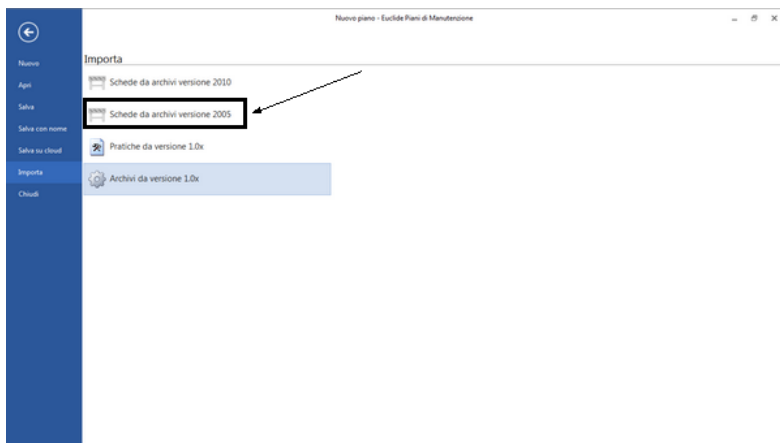 Nuovo piano - Euclide Piani di Manutenzione
Nuovo
Apri
Salva
Salva con nome
Salva su cloud
Importa
Chiudi
Importa
Schede da archivi versione 2010
Schede da archivi versione 2005
Pratiche da versione 1.0x
Archivi da versione 1.0x